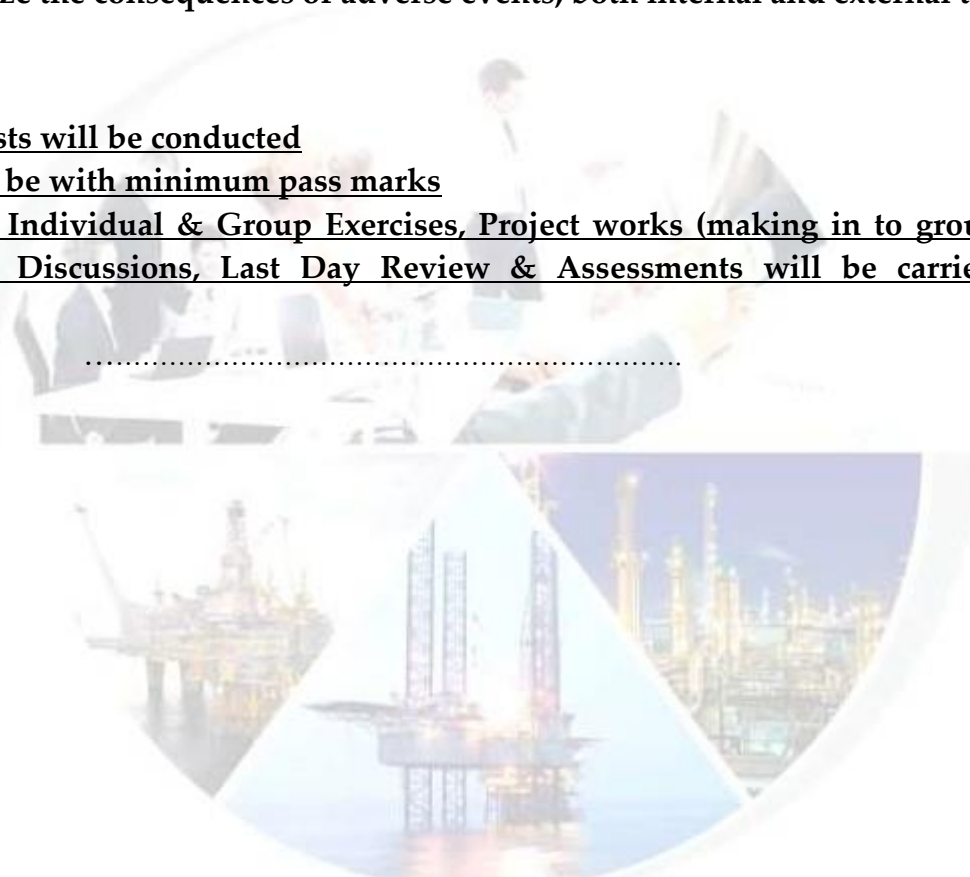 ze the consequences of adverse events, both internal and external t
sts will be conducted
be with minimum pass marks
Individual & Group Exercises, Project works (making in to grou
Discussions, Last Day Review & Assessments will be carrie
………………………………………………………..